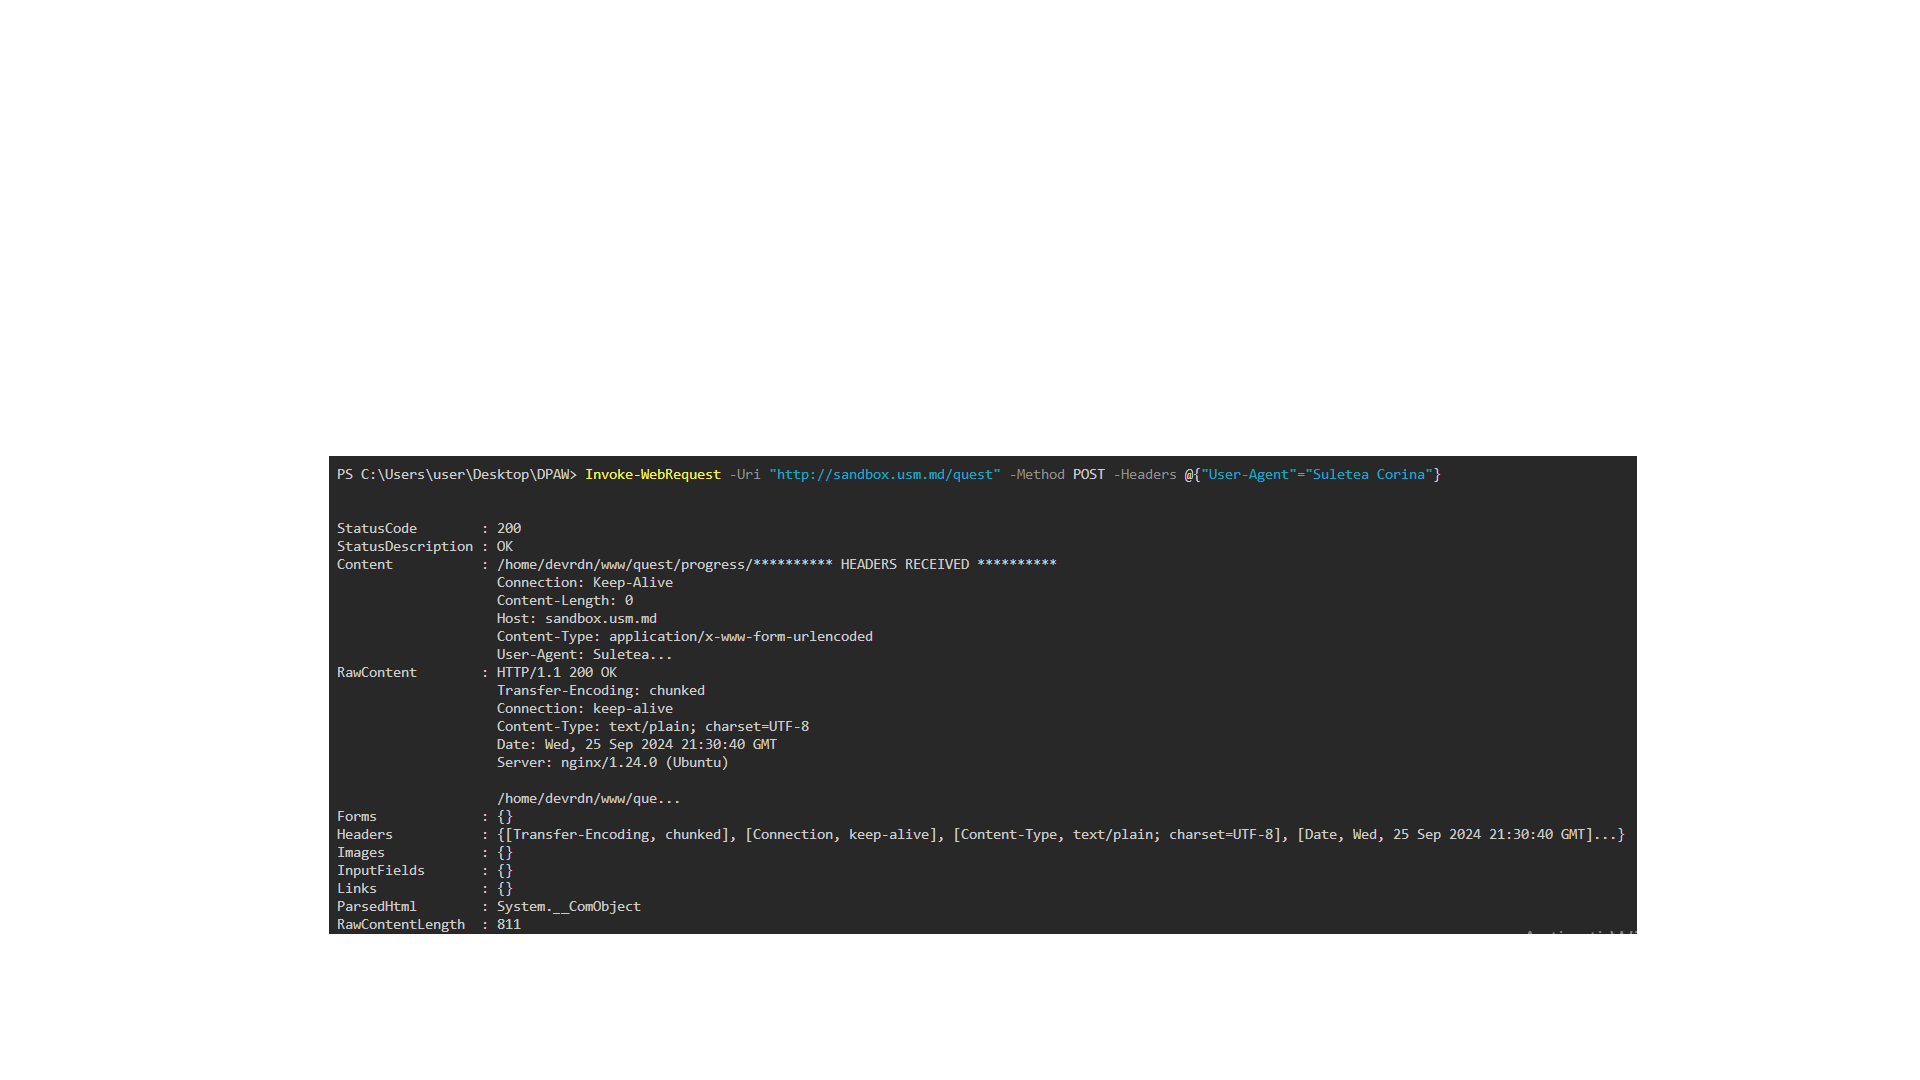 PS C:\Users\user\Desktop\DPAW> Invoke-WebRequest -Uri "http://sandbox.usm.md/quest" -Method POST -Headers @{"User-Agent"="Suletea Corina"}
StatusCode : 200
StatusDescription : OK
Content : /home/devrdn/www/quest/progress/********** HEADERS RECEIVED **********
Connection: Keep-Alive
Content-Length: 0
Host: sandbox.usm.md
Content-Type: application/x-www-form-urlencoded
User-Agent: Suletea...
RawContent : HTTP/1.1 200 OK
Transfer-Encoding: chunked
Connection: keep-alive
Content-Type: text/plain; charset=UTF-8
Date: Wed, 25 Sep 2024 21:30:40 GMT
Server: nginx/1.24.0 (Ubuntu)
/home/devrdn/www/que...
Forms : {}
Headers : {[Transfer-Encoding, chunked], [Connection, keep-alive], [Content-Type, text/plain; charset=UTF-8], [Date, Wed, 25 Sep 2024 21:30:40 GMT]...}
Images : {}
InputFields : {}
Links : {}
ParsedHtml : System.__ComObject
RawContentLength : 811